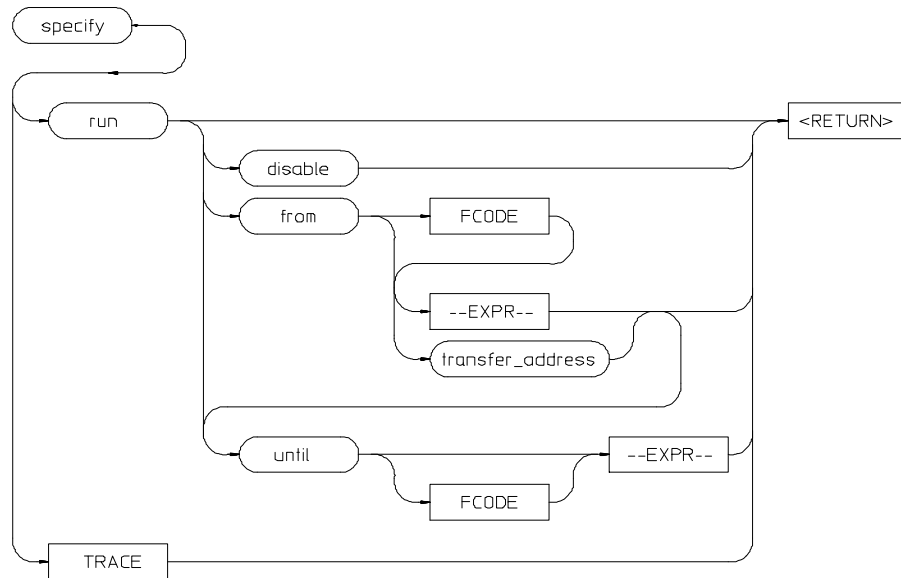 specify
run
<RETURN>
disable
from
FCODE
--EXPR--
transfer_address
until
--EXPR--
FCODE
TRACE